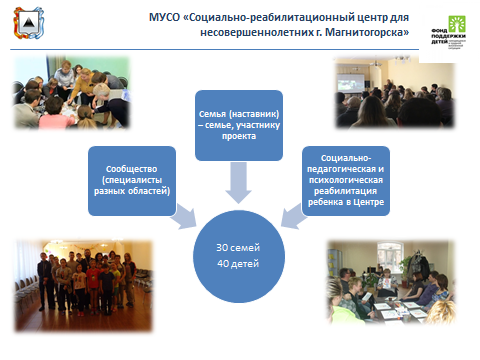 МУСО «Социально-реабилитационный центр для
несовершеннолетних г. Магнитогорска»
ФОНД
ПОДДЕРЖКИ
ДЕТЕЙ
Семья (наставник)
– семье, участнику
проекта
Сообщество
(специалисты
разных областей)
Социально-
педагогическая и
психологическая
реабилитация
ребенка в Центре
30 семей
40 детей